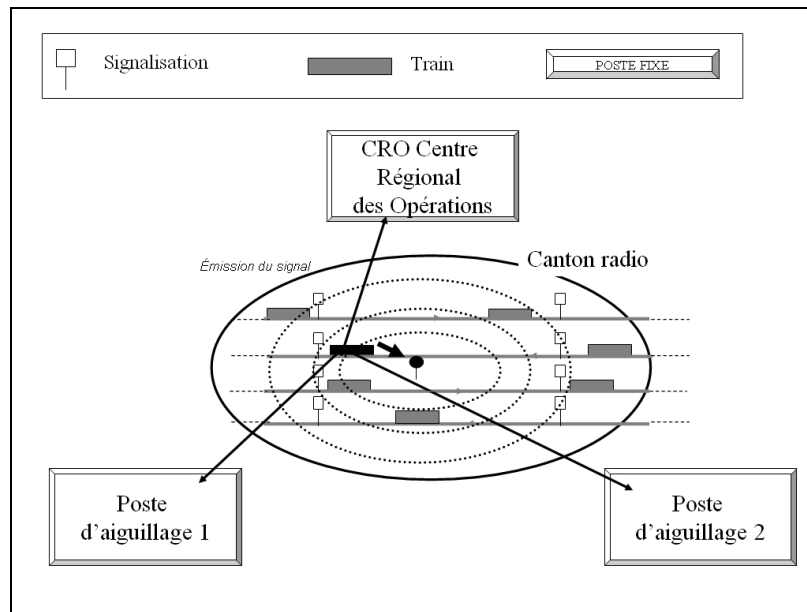 Signalisation
Train
POSTE FIXE
CRO Centre
Régional
des Opérations
Émission du signal
Canton radio
Poste
d'aiguillage 1
Poste
d'aiguillage 2